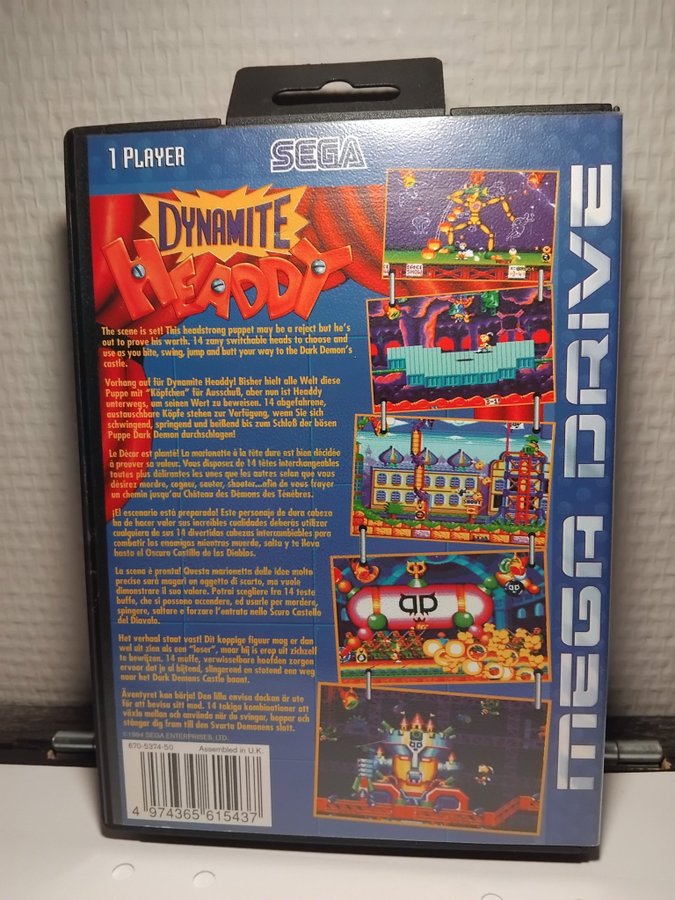 1 PLAYER
SEGA
DYNAMITE
HEADDY
The scene is set! This headstrong puppet may be a reject but he's
out to prove his worth. 14 zany switchable heads to choose and
use as you bite, swing, jump and butt your way to the Dark Demon's
castle.
Vorhang auf für Dynamite Headdy! Bisher hielt alle Welt diese
Puppe mit "Köpfchen" für Ausschuß, aber nun ist Headdy
unterwegs, um seinen Wert zu beweisen. 14 abgefahrene,
austauschbare Köpfe stehen zur Verfügung, wenn Sie sich
schwingend, springend und beißend bis zum Schloß der bösen
Puppe Dark Demon durchschlagen!
Le Décor est planté! La marionette à la tête dure est bien décidée
à prouver sa valeur. Vous disposez de 14 têtes interchangeables
toutes plus délirantes les unes que les autres selon que vous
désirez mordre, cogner, sauter, shooter...afin de vous frayer
un chemin jusqu'au Château des Démons des Ténèbres.
¡El escenario está preparado! Este personaje de dura cabeza
ha de hacer valer sus increíbles cualidades deberás utilizar
cualquiera de sus 14 divertidas cabezas intercambiables para
combatir los enemigos mientras muerde, salta y te lleva
hasta el Oscuro Castillo de los Diablos.
La scena è pronta! Questa marionetta delle idee molto
precise sarà magari un oggetto di scarto, ma vuole
dimostrare il suo valore. Potrai scegliere fra 14 teste
buffe, che si possono accendere, ed usarle per mordere,
spingere, saltare e forzare l'entrata nello Scuro Castello
del Diavolo.
Het verhaal staat vast! Dit koppige figuur mag er dan
wel uit zien als een "loser", maar hij is erop uit zichzelf
te bewijzen. 14 maffe, verwisselbare hoofden zorgen
ervoor dat je al bijtend, slingerend en stotend een weg
naar het Dark Demons Castle baant.
Äventyret kan börja! Den lilla envisa dockan är ute
för att bevisa sitt mod. 14 tokiga kombinationer att
växla mellan och använda när du svingar, hoppar och
stångar dig fram till den Svarta Demonens slott.
©1994 SEGA ENTERPRISES, LTD.
670-5374-50 Assembled in U.K.
4 974365 615437
MEGA DRIVE